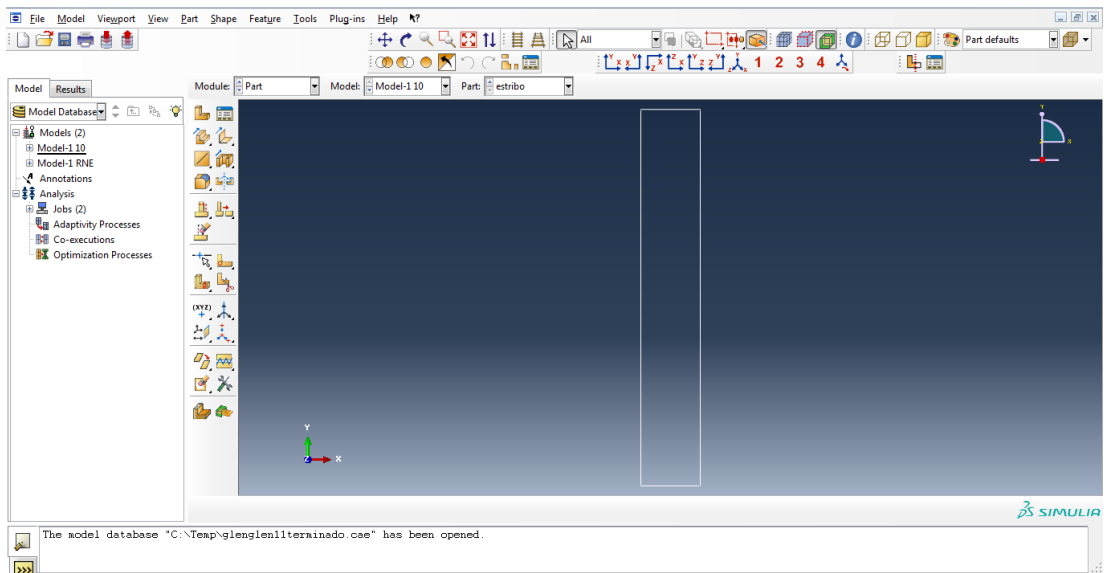 File Model Viewport View Part Shape Feature Tools Plug-ins Help
All Part defaults
1 2 3 4
Model Results Module: Part Model: Model-1 10 Part: estribo
Model Database
Models (2)
Model-1 10
Model-1 RNE
Annotations
Analysis
Jobs (2)
Adaptivity Processes
Co-executions
Optimization Processes
(XYZ)
Y
X
Y
Z X
SIMULIA
The model database "C:\Temp\glenglen11terminado.cae" has been opened.
>>>